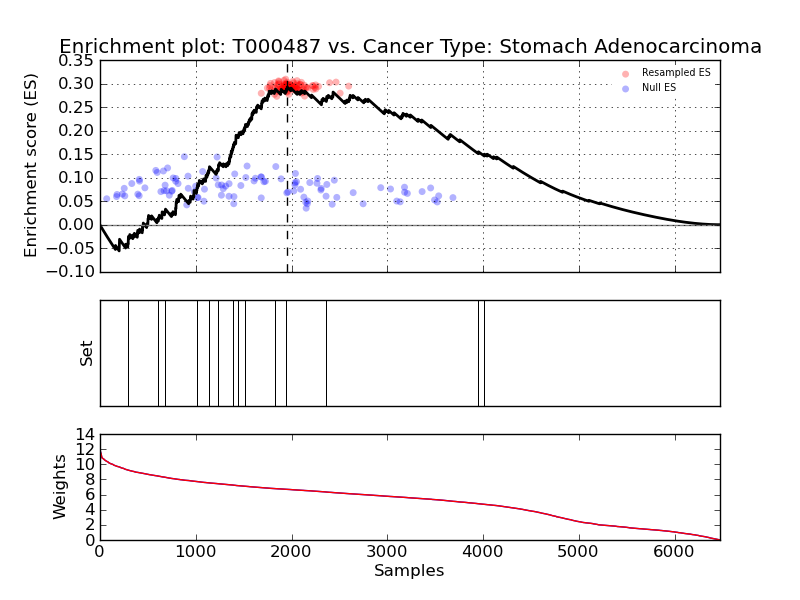 Enrichment plot: T000487 vs. Cancer Type: Stomach Adenocarcinoma
Enrichment score (ES)
0.35
0.30
0.25
0.20
0.15
0.10
0.05
0.00
−0.05
−0.10
Resampled ES
Null ES
Set
Weights
14
12
10
8
6
4
2
0
0 1000 2000 3000 4000 5000 6000
Samples